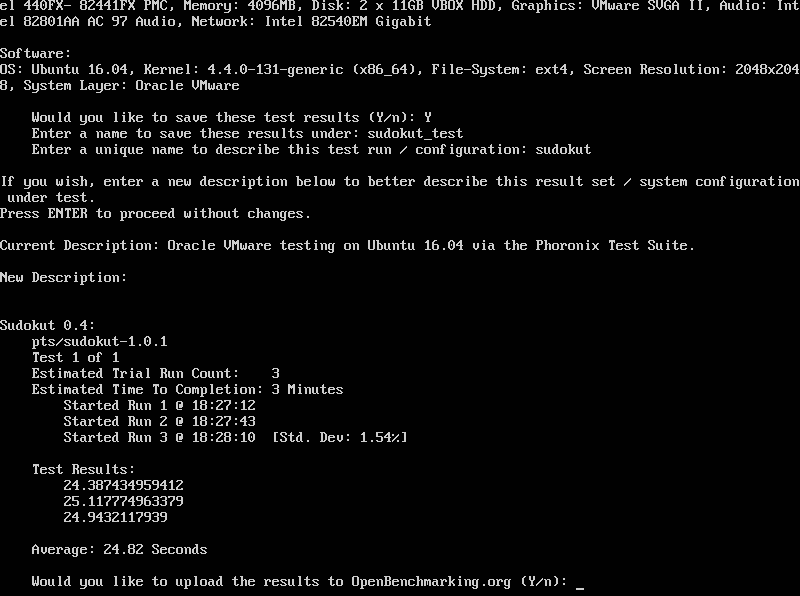 el 440FX- 82441FX PMC, Memory: 4096MB, Disk: 2 x 11GB VBOX HDD, Graphics: VMware SVGA II, Audio: Int
el 82801AA AC 97 Audio, Network: Intel 82540EM Gigabit
Software:
OS: Ubuntu 16.04, Kernel: 4.4.0-131-generic (x86_64), File-System: ext4, Screen Resolution: 2048x204
8, System Layer: Oracle VMware
Would you like to save these test results (Y/n): Y
Enter a name to save these results under: sudokut_test
Enter a unique name to describe this test run / configuration: sudokut
If you wish, enter a new description below to better describe this result set / system configuration
under test.
Press ENTER to proceed without changes.
Current Description: Oracle VMware testing on Ubuntu 16.04 via the Phoronix Test Suite.
New Description:
Sudokut 0.4:
pts/sudokut-1.0.1
Test 1 of 1
Estimated Trial Run Count:    3
Estimated Time To Completion: 3 Minutes
Started Run 1 @ 18:27:12
Started Run 2 @ 18:27:43
Started Run 3 @ 18:28:10  [Std. Dev: 1.54%]
Test Results:
24.387434959412
25.117774963379
24.9432117939
Average: 24.82 Seconds
Would you like to upload the results to OpenBenchmarking.org (Y/n): _